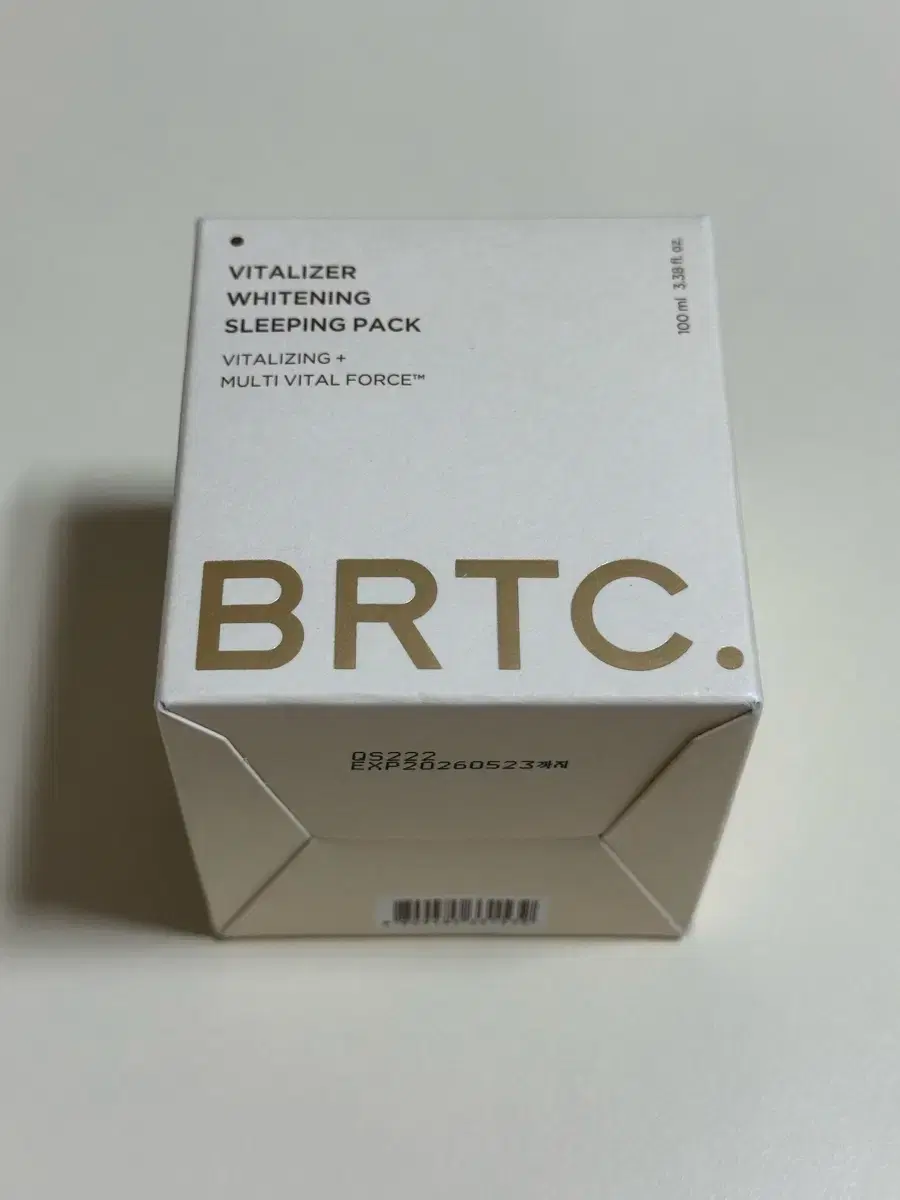 VITALIZER
WHITENING
SLEEPING PACK
VITALIZING +
MULTI VITAL FORCE™
100 ml 3.38 fl. oz.
BRTC.
QS222
EXP20260523까지